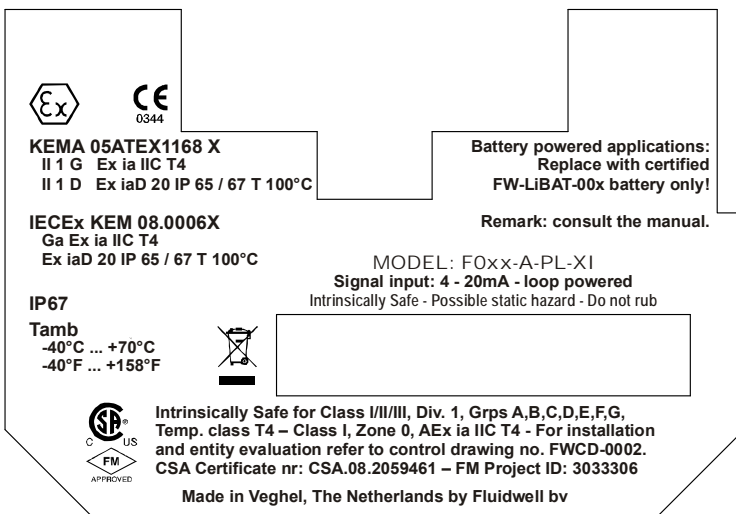 Ex
CE
0344
KEMA 05ATEX1168 X
II 1 G Ex ia IIC T4
II 1 D Ex iaD 20 IP 65 / 67 T 100°C
Battery powered applications:
Replace with certified
FW-LiBAT-00x battery only!
IECEx KEM 08.0006X
Ga Ex ia IIC T4
Ex iaD 20 IP 65 / 67 T 100°C
Remark: consult the manual.
MODEL: F0xx-A-PL-XI
Signal input: 4 - 20mA - loop powered
Intrinsically Safe - Possible static hazard - Do not rub
IP67
Tamb
-40°C ... +70°C
-40°F ... +158°F
SA
C US
FM
APPROVED
Intrinsically Safe for Class I/II/III, Div. 1, Grps A,B,C,D,E,F,G,
Temp. class T4 – Class I, Zone 0, AEx ia IIC T4 - For installation
and entity evaluation refer to control drawing no. FWCD-0002.
CSA Certificate nr: CSA.08.2059461 – FM Project ID: 3033306
Made in Veghel, The Netherlands by Fluidwell bv